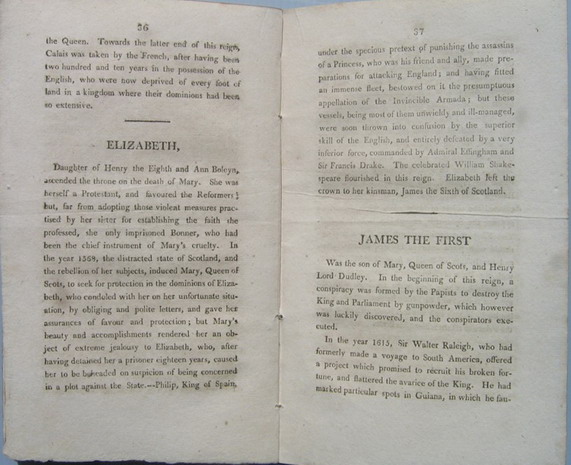 36
the Queen. Towards the latter end of this reign,
Calais was taken by the French, after having been
two hundred and ten years in the possession of the
English, who were now deprived of every foot of
land in a kingdom where their dominions had been
so extensive.
ELIZABETH,
Daughter of Henry the Eighth and Ann Boleyn,
ascended the throne on the death of Mary. She was
herself a Protestant, and favoured the Reformers;
but, far from adopting those violent measures prac-
tised by her sister for establishing the faith she
professed, she only imprisoned Bonner, who had
been the chief instrument of Mary's cruelty. In
the year 1568, the distracted state of Scotland, and
the rebellion of her subjects, induced Mary, Queen of
Scots, to seek for protection in the dominions of Eliza-
beth, who condoled with her on her unfortunate situ-
ation, by obliging and polite letters, and gave her
assurances of favour and protection; but Mary's
beauty and accomplishments rendered her an ob-
ject of extreme jealousy to Elizabeth, who, after
having detained her a prisoner eighteen years, caused
her to be beheaded on suspicion of being concerned
in a plot against the State.—Philip, King of Spain,
37
under the specious pretext of punishing the assassins
of a Princess, who was his friend and ally, made pre-
parations for attacking England; and having fitted
an immense fleet, bestowed on it the presumptuous
appellation of the Invincible Armada; but these
vessels, being most of them unwieldy and ill-managed,
were soon thrown into confusion by the superior
skill of the English, and entirely defeated by a very
inferior force, commanded by Admiral Effingham and
Sir Francis Drake. The celebrated William Shake-
speare flourished in this reign. Elizabeth left the
crown to her kinsman, James the Sixth of Scotland.
JAMES THE FIRST
Was the son of Mary, Queen of Scots, and Henry
Lord Dudley. In the beginning of this reign, a
conspiracy was formed by the Papists to destroy the
King and Parliament by gunpowder, which however
was luckily discovered, and the conspirators exe-
cuted.
In the year 1615, Sir Walter Raleigh, who had
formerly made a voyage to South America, offered
a project which promised to recruit his broken for-
tune, and flattered the avarice of the King. He had
marked particular spots in Guiana, in which he fan-